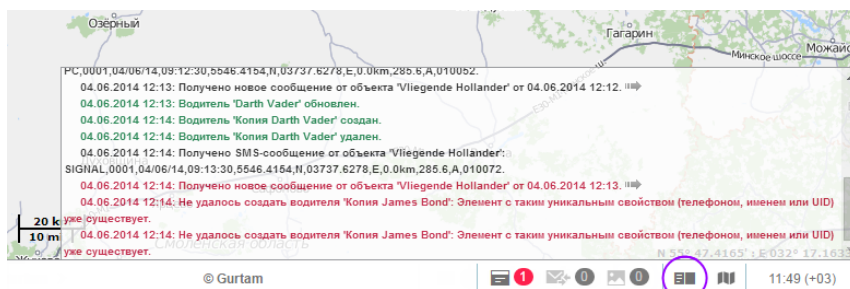 Озёрный
Гагарин
Можайс
Минское шоссе
PC,0001,04/06/14,09:12:30,5546.4154,N,03737.6278,E,0.0km,285.6,A,010052.
04.06.2014 12:13: Получено новое сообщение от объекта 'Vliegende Hollander' от 04.06.2014 12:12.
04.06.2014 12:13: Водитель 'Darth Vader' обновлен.
04.06.2014 12:14: Водитель 'Копия Darth Vader' создан.
04.06.2014 12:14: Водитель 'Копия Darth Vader' удален.
04.06.2014 12:14: Получено SMS-сообщение от объекта 'Vliegende Hollander':
SIGNAL,0001,04/06/14,09:13:30,5546.4154,N,03737.6278,E,0.0km,285.6,A,010072.
04.06.2014 12:14: Получено новое сообщение от объекта 'Vliegende Hollander' от 04.06.2014 12:13.
04.06.2014 12:14: Не удалось создать водителя 'Копия James Bond': Элемент с таким уникальным свойством (телефоном, именем или UID)
уже существует.
04.06.2014 12:14: Не удалось создать водителя 'Копия James Bond': Элемент с таким уникальным свойством (телефоном, именем или UID)
уже существует.
20 k
10 m
Смоленская область
N 55° 47.4165' : E 032° 17.1633
© Gurtam
1
0
0
11:49 (+03)